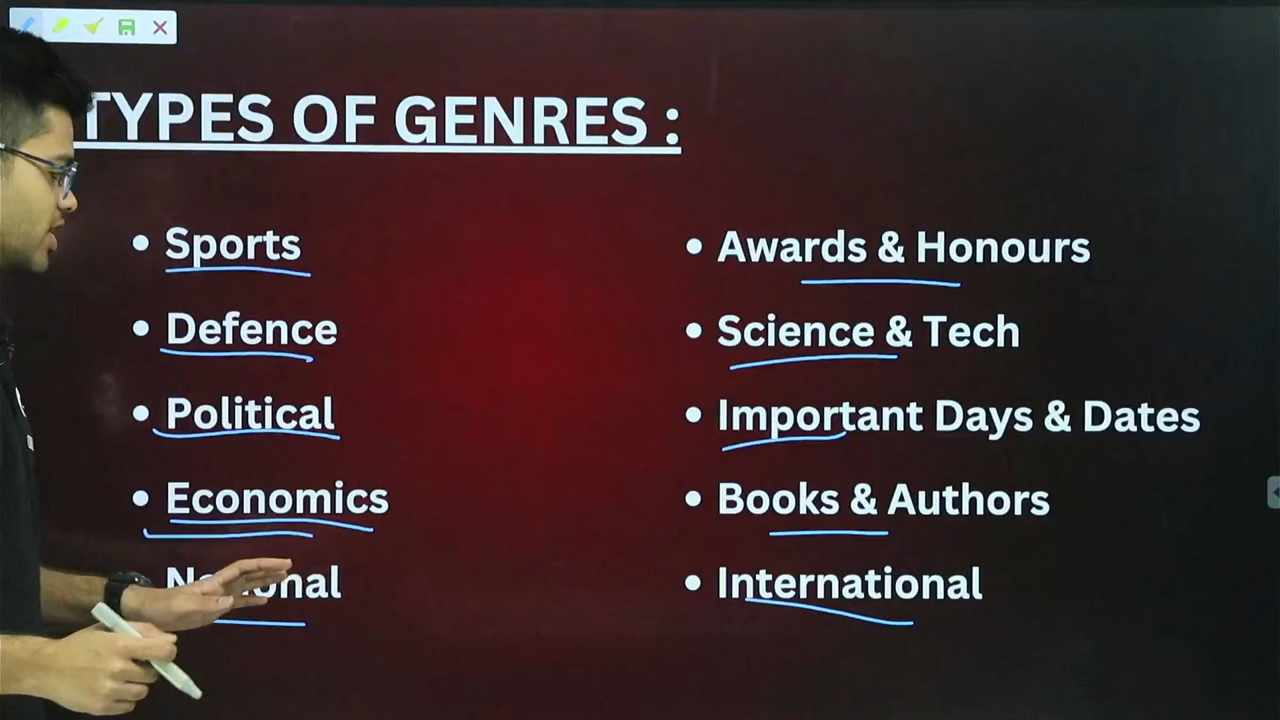 TYPES OF GENRES :
• Sports
• Defence
• Political
• Economics
• Awards & Honours
• Science & Tech
• Important Days & Dates
• Books & Authors
• International